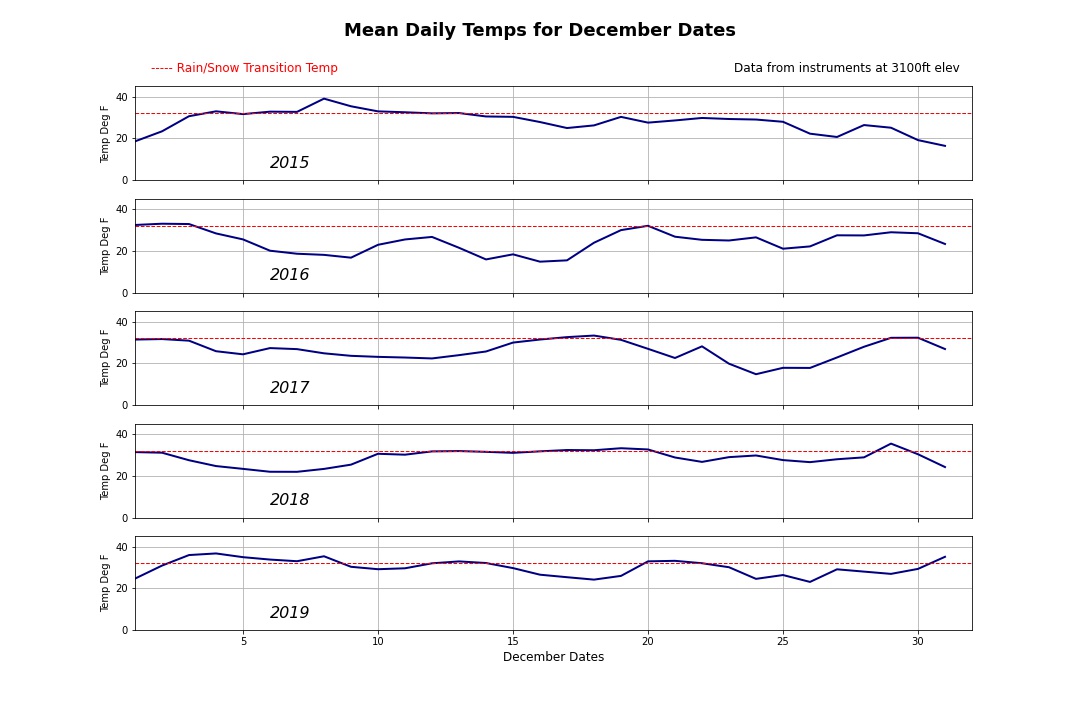 Mean Daily Temps for December Dates
----- Rain/Snow Transition Temp
Data from instruments at 3100ft elev
40
20
0
Temp Deg F
2015
40
20
0
Temp Deg F
2016
40
20
0
Temp Deg F
2017
40
20
0
Temp Deg F
2018
40
20
0
Temp Deg F
2019
5 10 15 20 25 30
December Dates